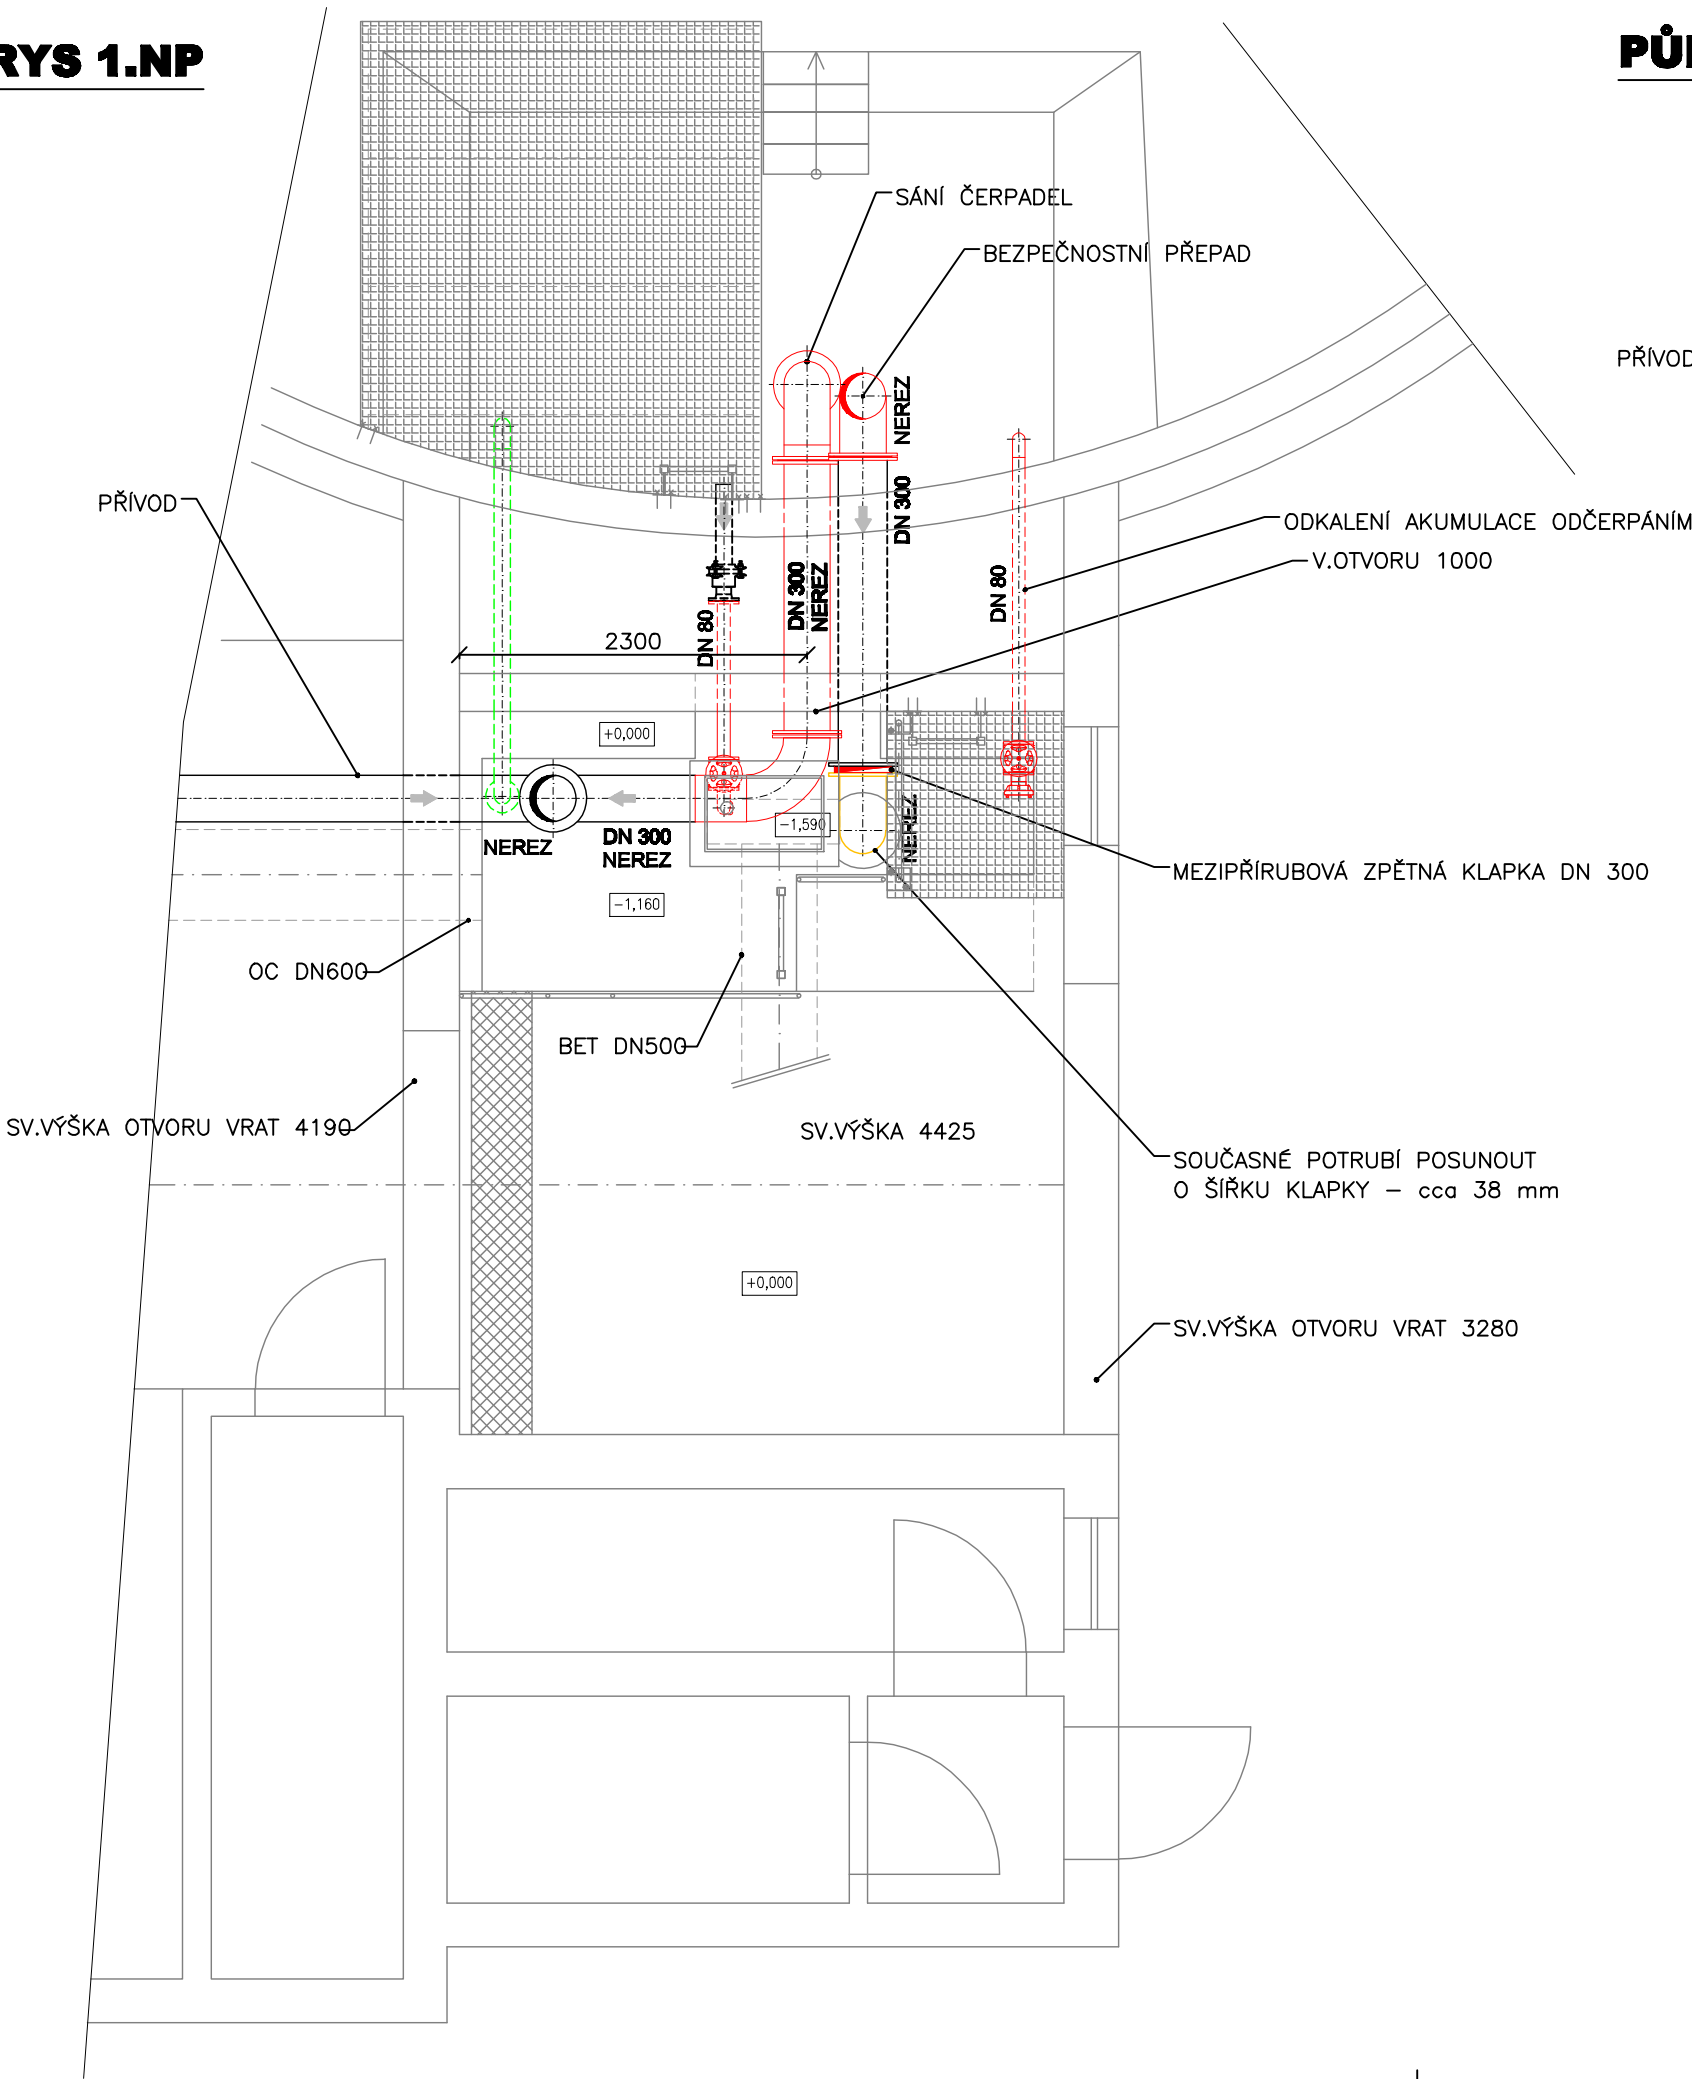 RYS 1.NP
SÁNÍ ČERPADEL
BEZPEČNOSTNÍ PŘEPAD
PŘÍVOD
NEREZ
DN 300
PŘÍVOD
ODKALENÍ AKUMULACE ODČERPÁNÍM
V.OTVORU 1000
DN 300
NEREZ
DN 80
DN 80
2300
+0,000
-1,590
NEREZ
DN 300
NEREZ
NEREZ
MEZIPŘÍRUBOVÁ ZPĚTNÁ KLAPKA DN 300
-1,160
OC DN600
BET DN500
SV.VÝŠKA OTVORU VRAT 4190
SV.VÝŠKA 4425
SOUČASNÉ POTRUBÍ POSUNOUT
O ŠÍŘKU KLAPKY – cca 38 mm
+0,000
SV.VÝŠKA OTVORU VRAT 3280